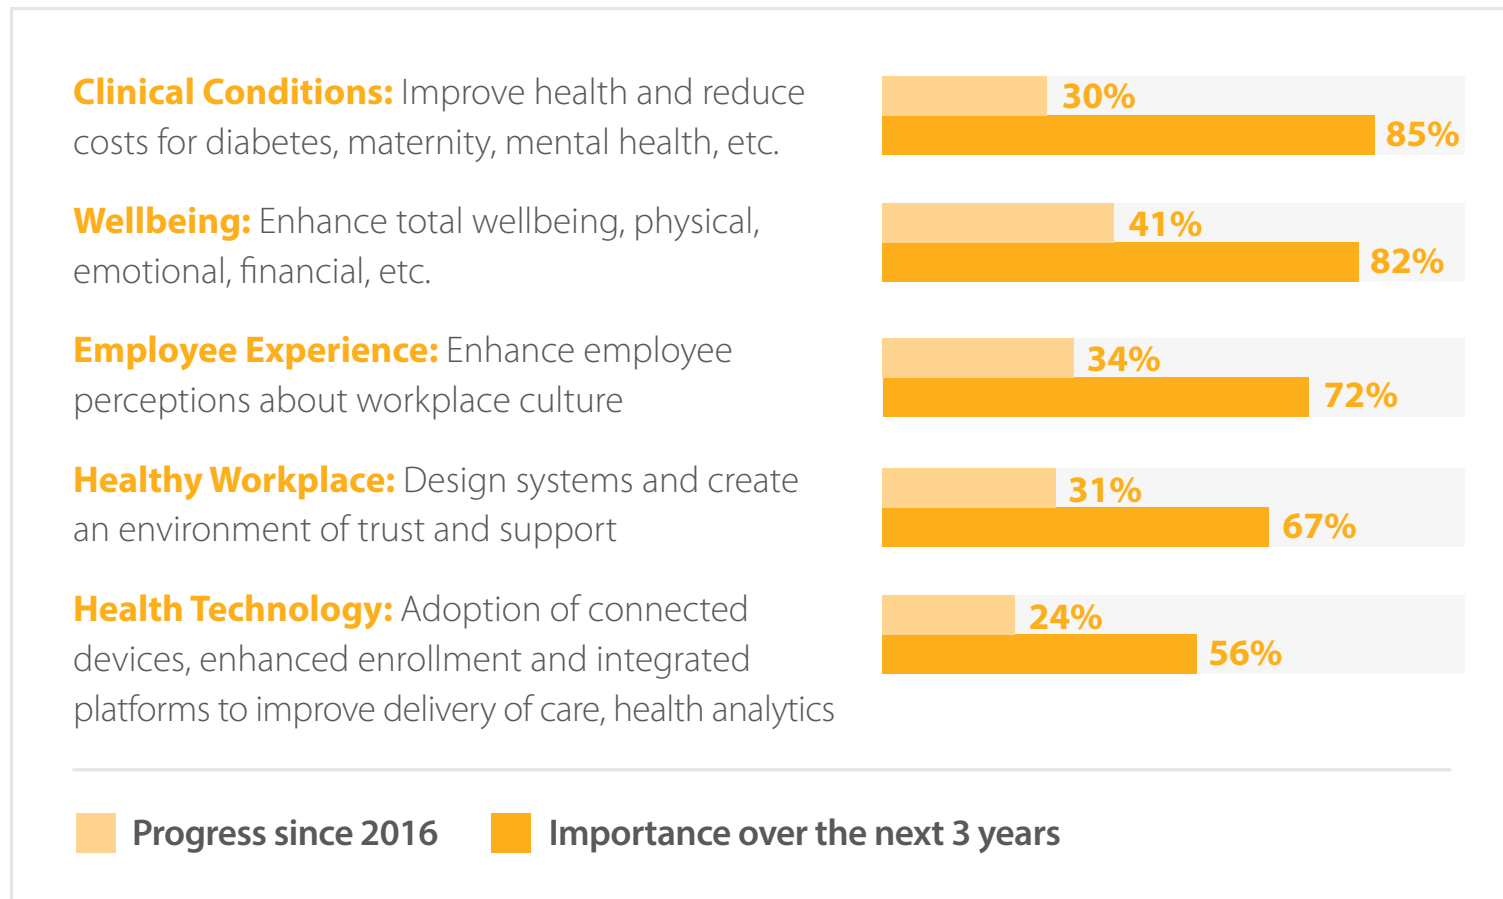 Clinical Conditions: Improve health and reduce
costs for diabetes, maternity, mental health, etc.
30%
85%
Wellbeing: Enhance total wellbeing, physical,
emotional, financial, etc.
41%
82%
Employee Experience: Enhance employee
perceptions about workplace culture
34%
72%
Healthy Workplace: Design systems and create
an environment of trust and support
31%
67%
Health Technology: Adoption of connected
devices, enhanced enrollment and integrated
platforms to improve delivery of care, health analytics
24%
56%
Progress since 2016
Importance over the next 3 years